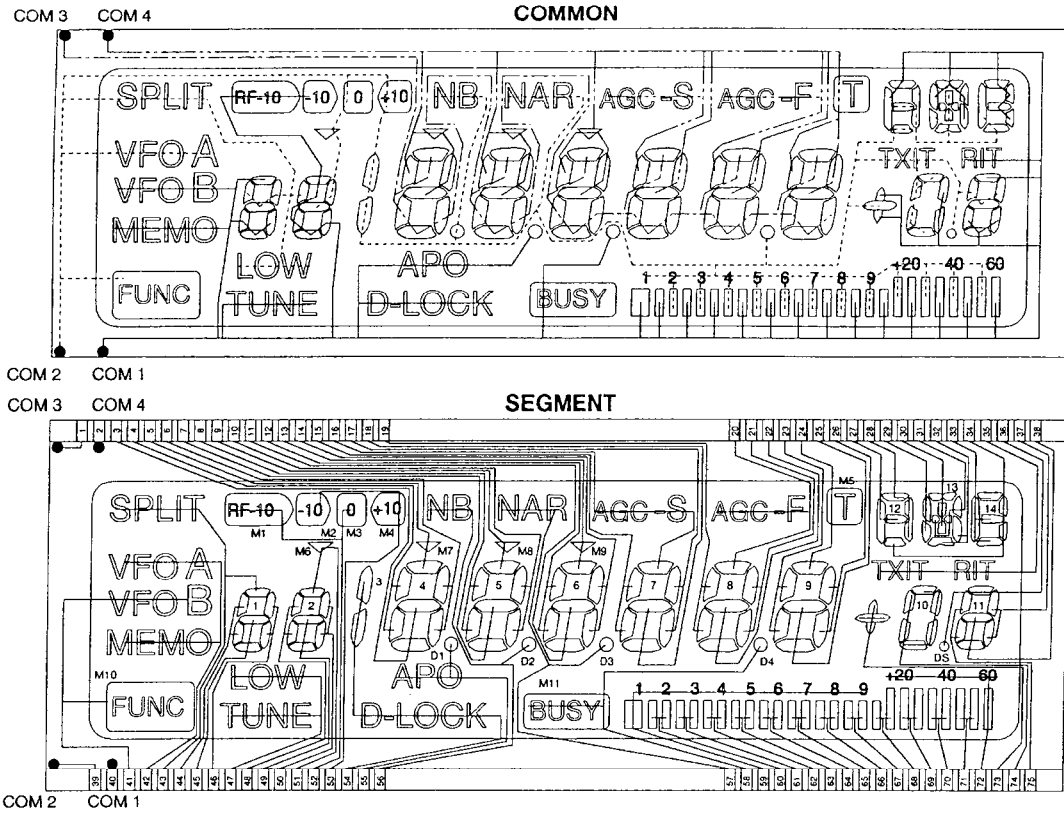 COMMON
COM 3 COM 4
SPLIT RF-10 -10 0 +10 NB NAR AGC-S AGC-F T
VFO A TXIT RIT
VFO B
MEMO
LOW APO
FUNC TUNE D-LOCK BUSY 1 2 3 4 5 6 7 8 9 +20 40 60
COM 2 COM 1
SEGMENT
COM 3 COM 4
1 2 3 4 5 6 7 8 9 10 11 12 13 14 15 16 17 18 19 20 21 22 23 24 25 26 27 28 29 30 31 32 33 34 35 36 37 38
SPLIT RF-10 -10 0 +10 NB NAR AGC-S AGC-F M5 T 12 13 14
M1 M2 M3 M4
M6 M7 M8 M9
VFO A TXIT RIT
VFO B 1 2 3 4 5 6 7 8 9 10 11
MEMO
D1 D2 D3 D4 DS
M10 LOW APO M11
FUNC TUNE D-LOCK BUSY 1 2 3 4 5 6 7 8 9 +20 40 60
39 40 41 42 43 44 45 46 47 48 49 50 51 52 53 54 55 56 57 58 59 60 61 62 63 64 65 66 67 68 69 70 71 72 73 74 75
COM 2 COM 1